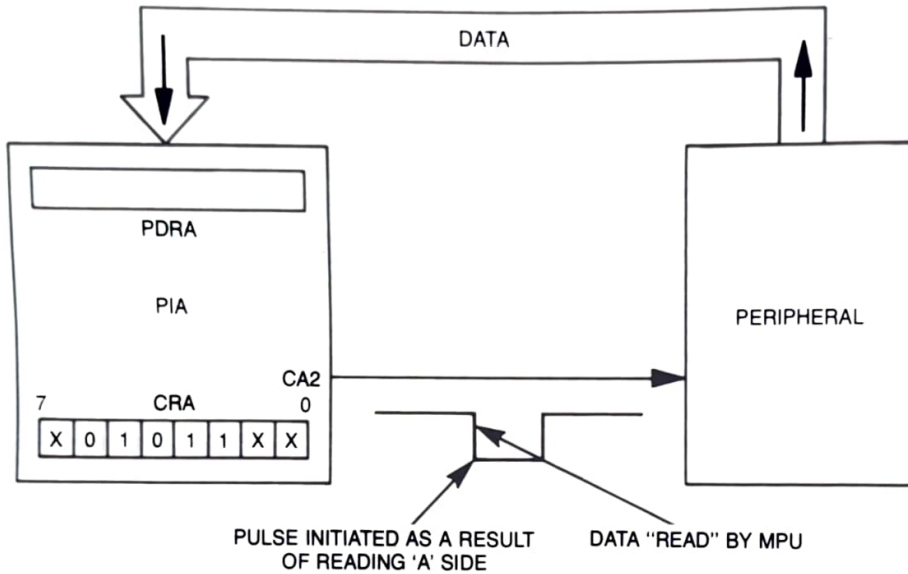 DATA
PDRA
PIA
PERIPHERAL
CA2
7 CRA 0
X 0 1 0 1 1 X X
PULSE INITIATED AS A RESULT
OF READING 'A' SIDE
DATA "READ" BY MPU